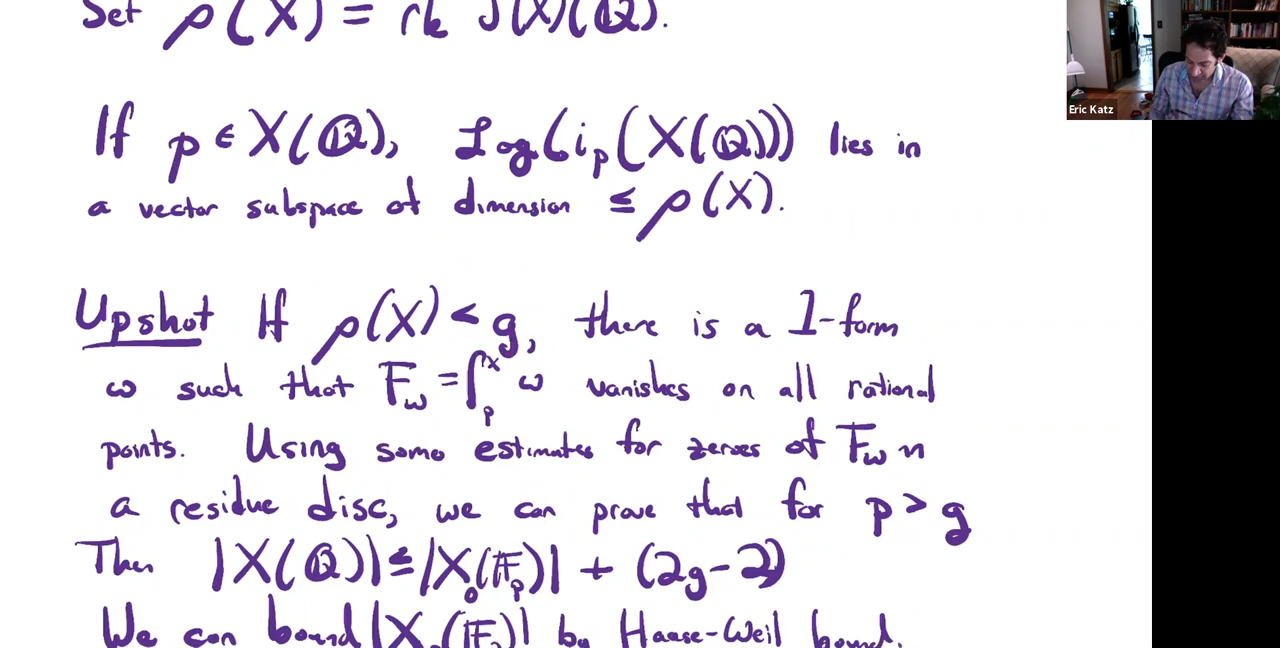 Set ρ(X) = rk J(X)(ℚ).
Eric Katz
If p ∈ X(ℚ), Log(i_p(X(ℚ))) lies in
a vector subspace of dimension ≤ ρ(X).
Upshot If ρ(X) < g, there is a 1-form
ω such that F_ω = ∫_p^x ω vanishes on all rational
points. Using some estimates for zeroes of F_ω in
a residue disc, we can prove that for p > g
Then |X(ℚ)| ≤ |X_0(𝔽_p)| + (2g-2)
We can bound |X_0(𝔽_p)| by Hasse-Weil bound.